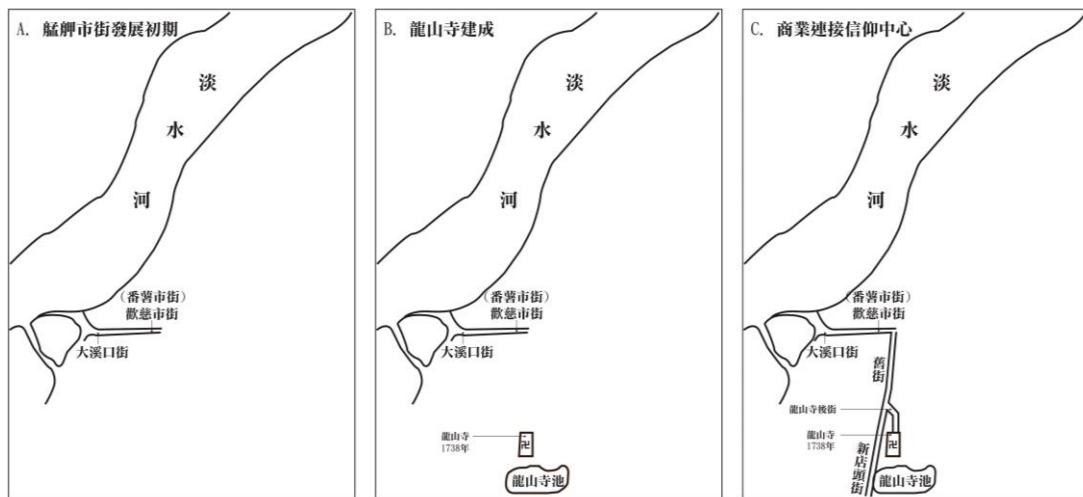 A. 艋舺市街發展初期
淡
水
河
(番薯市街)
歡慈市街
大溪口街
B. 龍山寺建成
淡
水
河
(番薯市街)
歡慈市街
大溪口街
龍山寺
1738年
卍
龍山寺池
C. 商業連接信仰中心
淡
水
河
(番薯市街)
歡慈市街
大溪口街
舊街
龍山寺後街
龍山寺
1738年
卍
新店頭街
龍山寺池